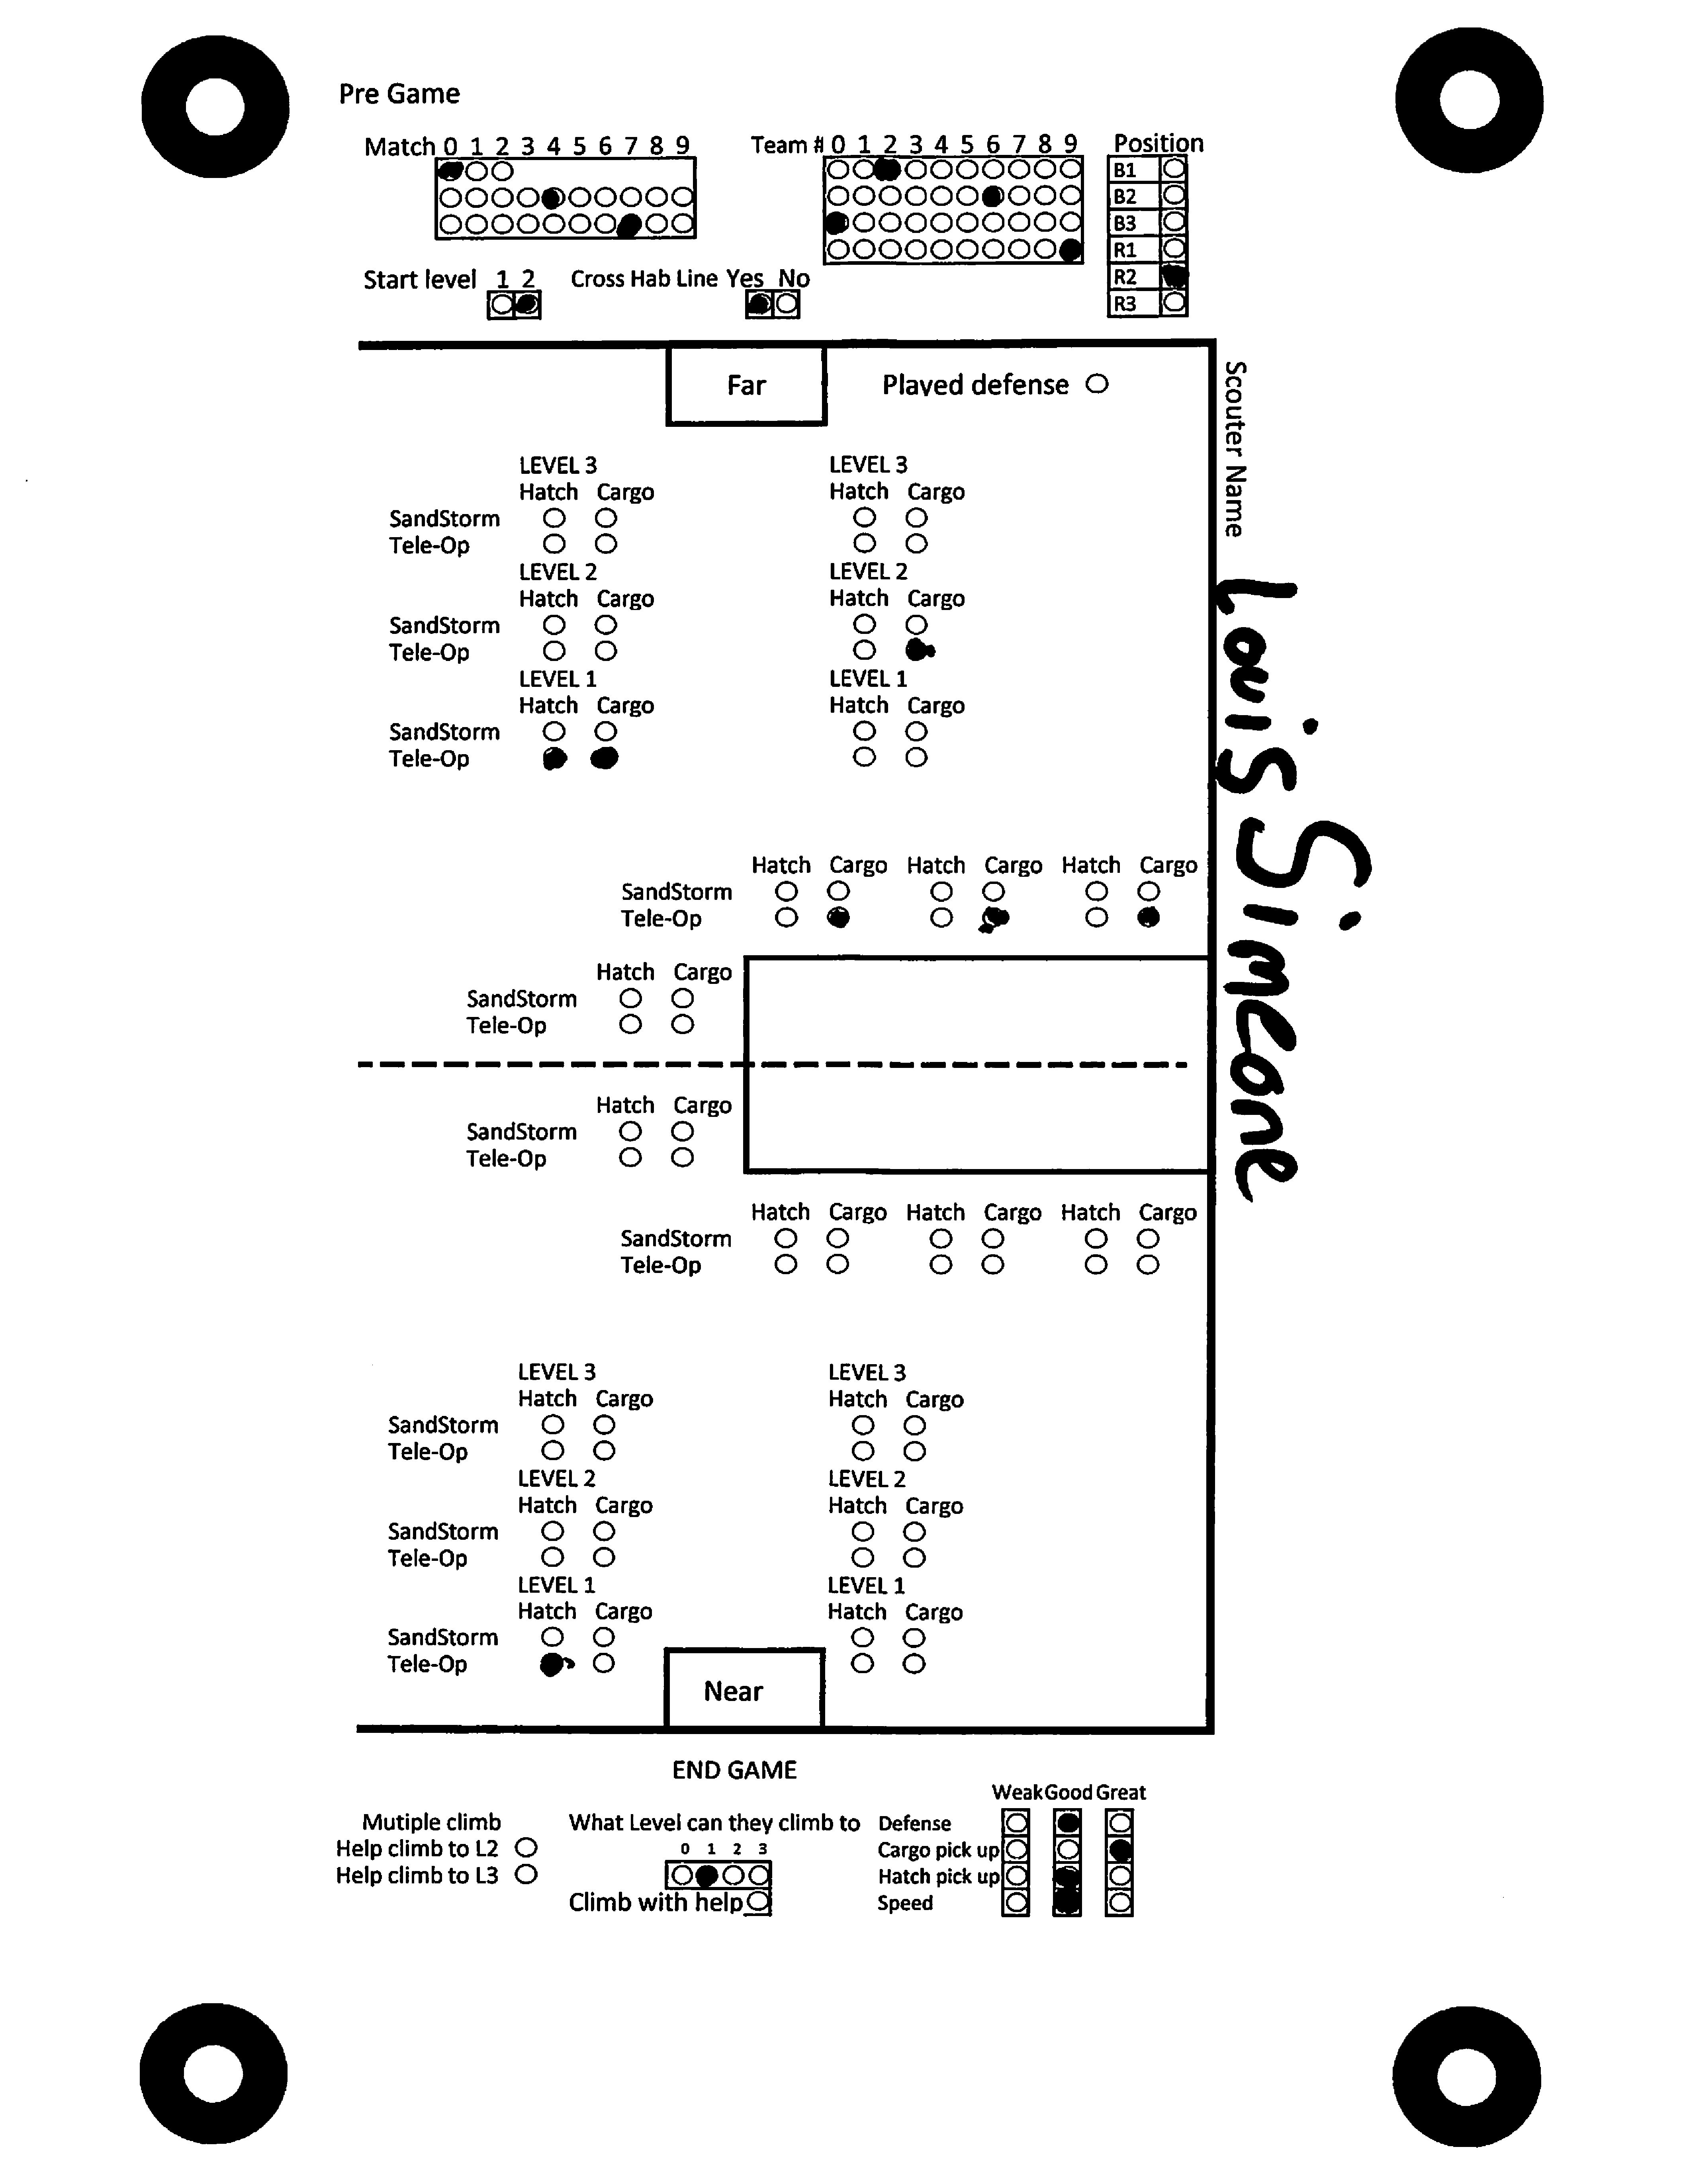 Pre Game
Match 0 1 2 3 4 5 6 7 8 9
Team # 0 1 2 3 4 5 6 7 8 9
Position
B1
B2
B3
R1
R2
R3
Start level 1 2
Cross Hab Line Yes No
Far
Played defense
Scouter Name Louis Simeone
LEVEL 3 LEVEL 3
Hatch Cargo Hatch Cargo
SandStorm
Tele-Op
LEVEL 2 LEVEL 2
Hatch Cargo Hatch Cargo
SandStorm
Tele-Op
LEVEL 1 LEVEL 1
Hatch Cargo Hatch Cargo
SandStorm
Tele-Op
Hatch Cargo Hatch Cargo Hatch Cargo
SandStorm
Tele-Op
Hatch Cargo
SandStorm
Tele-Op
Hatch Cargo
SandStorm
Tele-Op
Hatch Cargo Hatch Cargo Hatch Cargo
SandStorm
Tele-Op
LEVEL 3 LEVEL 3
Hatch Cargo Hatch Cargo
SandStorm
Tele-Op
LEVEL 2 LEVEL 2
Hatch Cargo Hatch Cargo
SandStorm
Tele-Op
LEVEL 1 LEVEL 1
Hatch Cargo Hatch Cargo
SandStorm
Tele-Op
Near
END GAME
Mutiple climb
Help climb to L2
Help climb to L3
What Level can they climb to
0 1 2 3
Climb with help
Weak Good Great
Defense
Cargo pick up
Hatch pick up
Speed